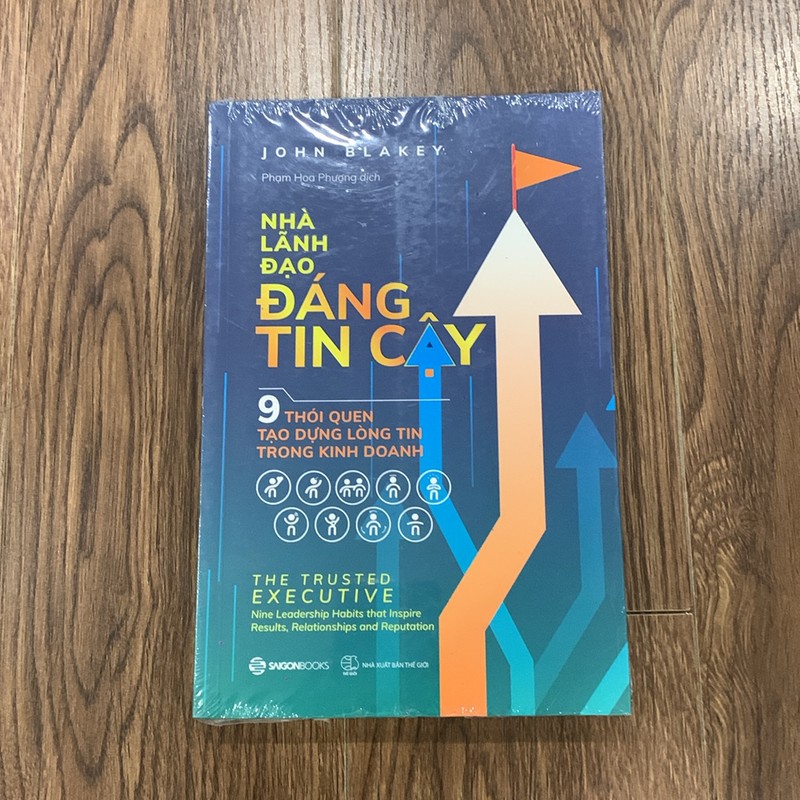 JOHN BLAKEY
Phạm Hoa Phượng dịch
NHÀ
LÃNH
ĐẠO
ĐÁNG
TIN CẬY
9 THÓI QUEN
TẠO DỰNG LÒNG TIN
TRONG KINH DOANH
THE TRUSTED
EXECUTIVE
Nine Leadership Habits that Inspire
Results, Relationships and Reputation
SAIGONBOOKS
THẾ GIỚI
NHÀ XUẤT BẢN THẾ GIỚI